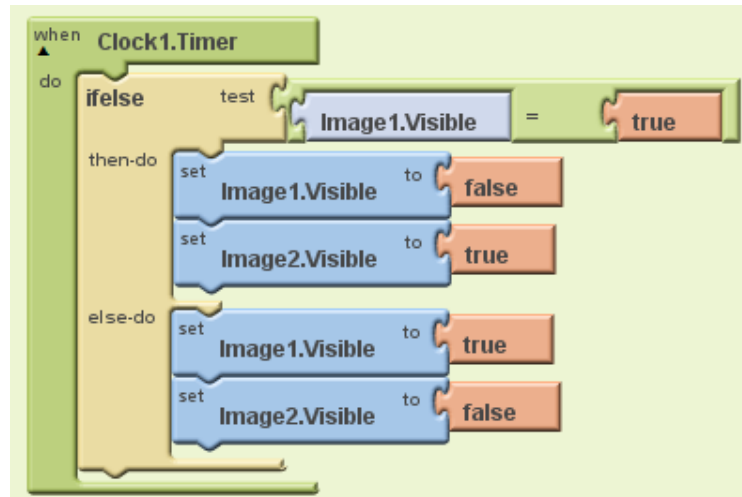 when Clock1.Timer
do
ifelse test Image1.Visible = true
then-do set Image1.Visible to false
set Image2.Visible to true
else-do set Image1.Visible to true
set Image2.Visible to false